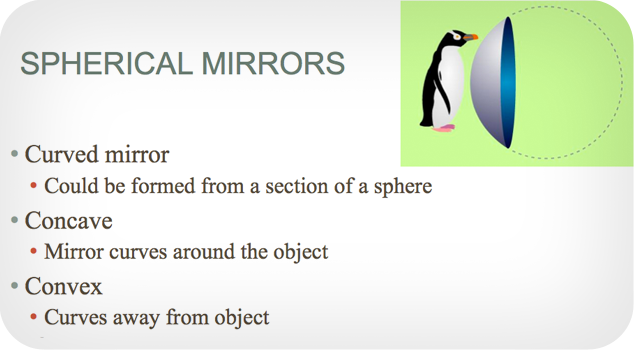 SPHERICAL MIRRORS
• Curved mirror
• Could be formed from a section of a sphere
• Concave
• Mirror curves around the object
• Convex
• Curves away from object